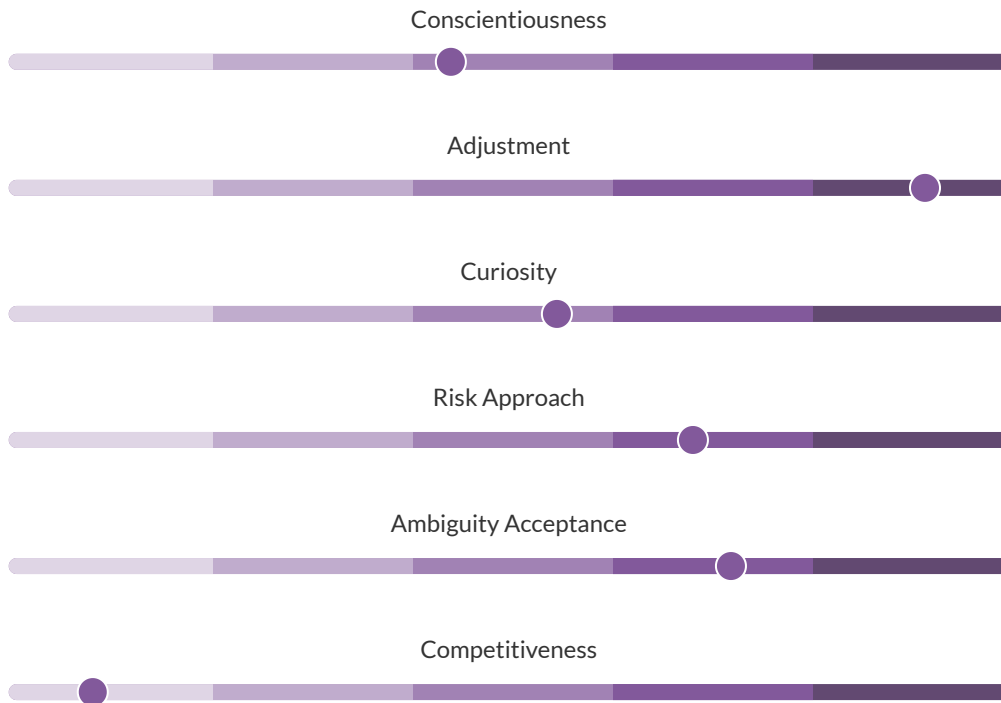 Conscientiousness
Adjustment
Curiosity
Risk Approach
Ambiguity Acceptance
Competitiveness